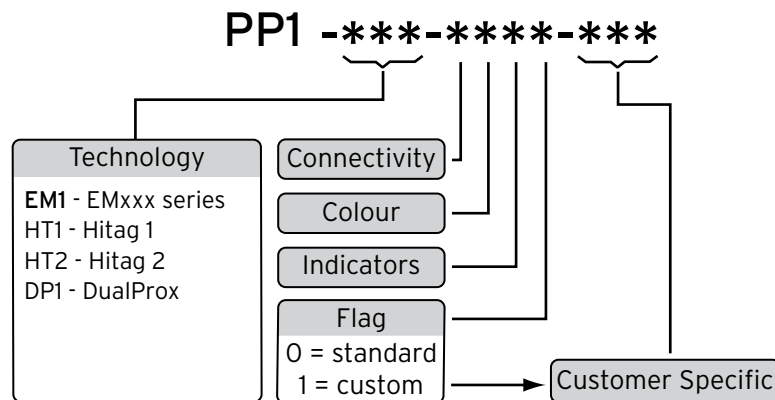 PP1 -***-****-***
Technology
EM1 - EMxxx series
HT1 - Hitag 1
HT2 - Hitag 2
DP1 - DualProx
Connectivity
Colour
Indicators
Flag
0 = standard
1 = custom
Customer Specific